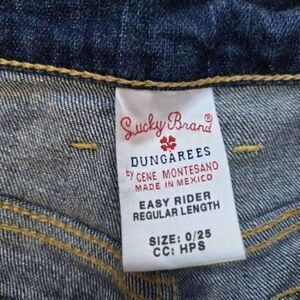 Lucky Brand®
DUNGAREES
by GENE MONTESANO
MADE IN MEXICO
EASY RIDER
REGULAR LENGTH
SIZE: 0/25
CC: HPS